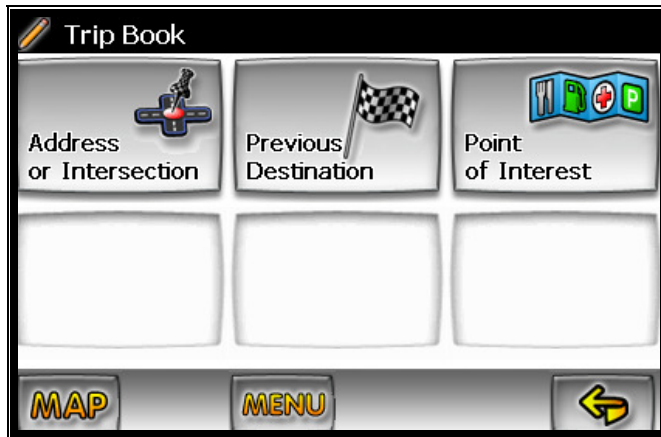 Trip Book
Address
or Intersection
Previous
Destination
Point
of Interest
P
MAP
MENU